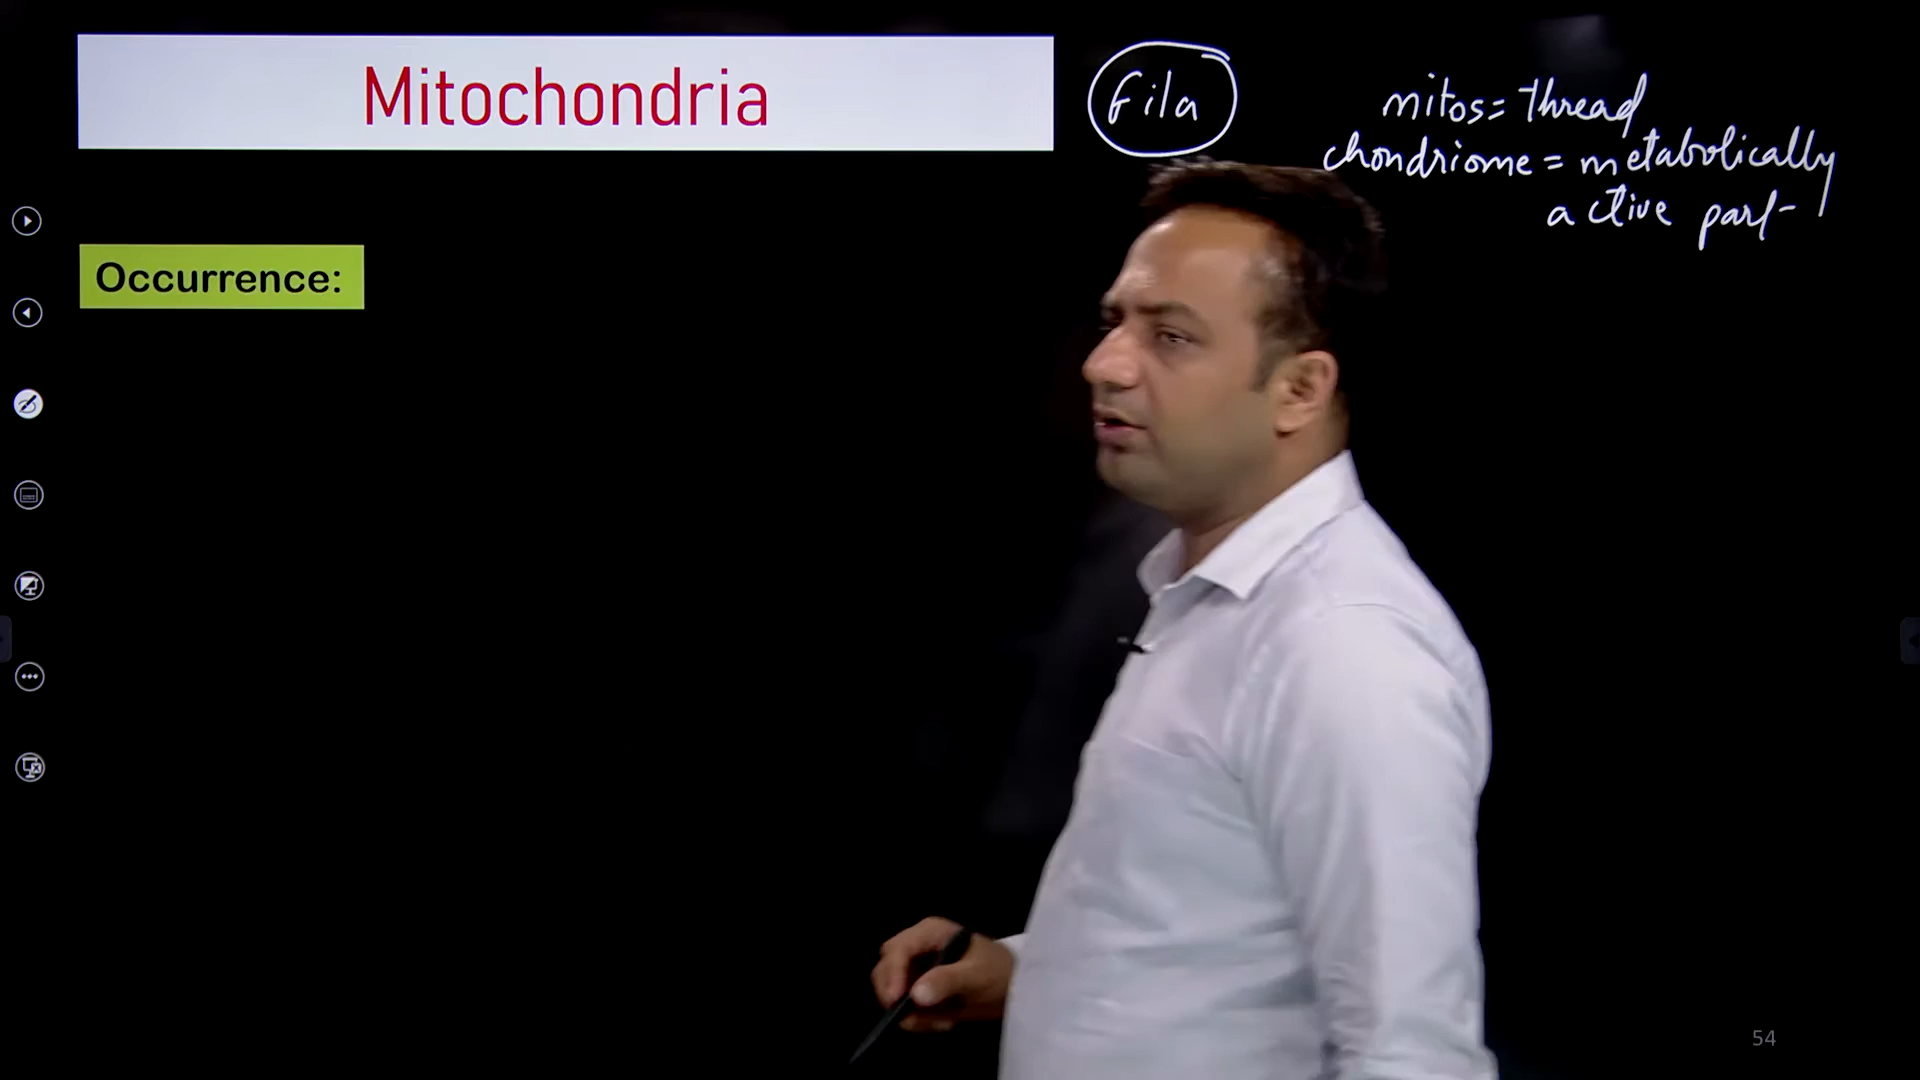 Mitochondria
Fila
mitos = thread
chondriome = metabolically
active part
Occurrence:
54